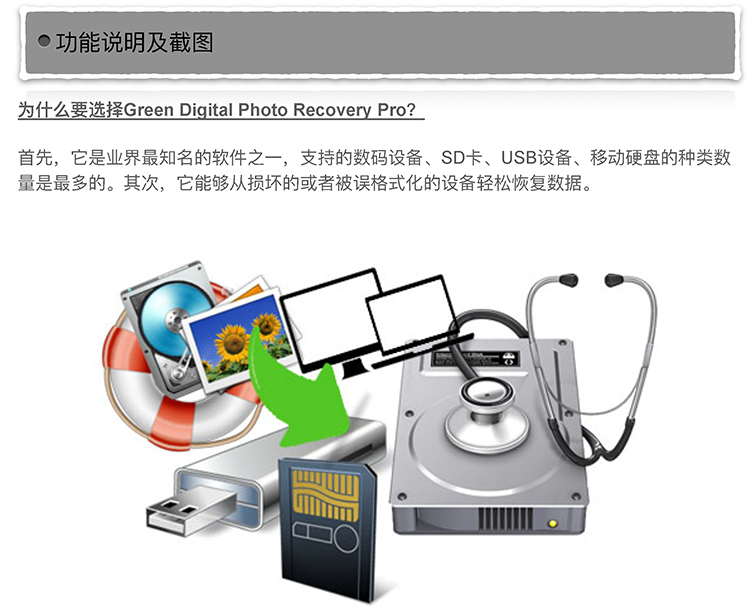 功能说明及截图
为什么要选择Green Digital Photo Recovery Pro?
首先，它是业界最知名的软件之一，支持的数码设备、SD卡、USB设备、移动硬盘的种类数
量是最多的。其次，它能够从损坏的或者被误格式化的设备轻松恢复数据。